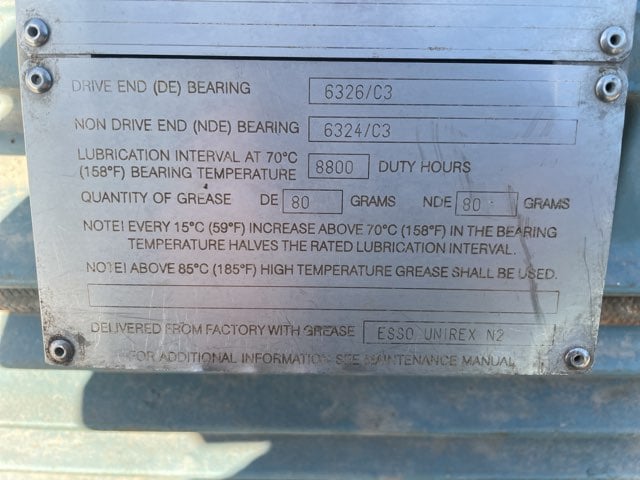 DRIVE END (DE) BEARING 6326/C3
NON DRIVE END (NDE) BEARING 6324/C3
LUBRICATION INTERVAL AT 70°C
(158°F) BEARING TEMPERATURE 8800 DUTY HOURS
QUANTITY OF GREASE DE 80 GRAMS NDE 80 GRAMS
NOTE! EVERY 15°C (59°F) INCREASE ABOVE 70°C (158°F) IN THE BEARING
TEMPERATURE HALVES THE RATED LUBRICATION INTERVAL.
NOTE! ABOVE 85°C (185°F) HIGH TEMPERATURE GREASE SHALL BE USED.
DELIVERED FROM FACTORY WITH GREASE ESSO UNIREX N2
FOR ADDITIONAL INFORMATION SEE MAINTENANCE MANUAL